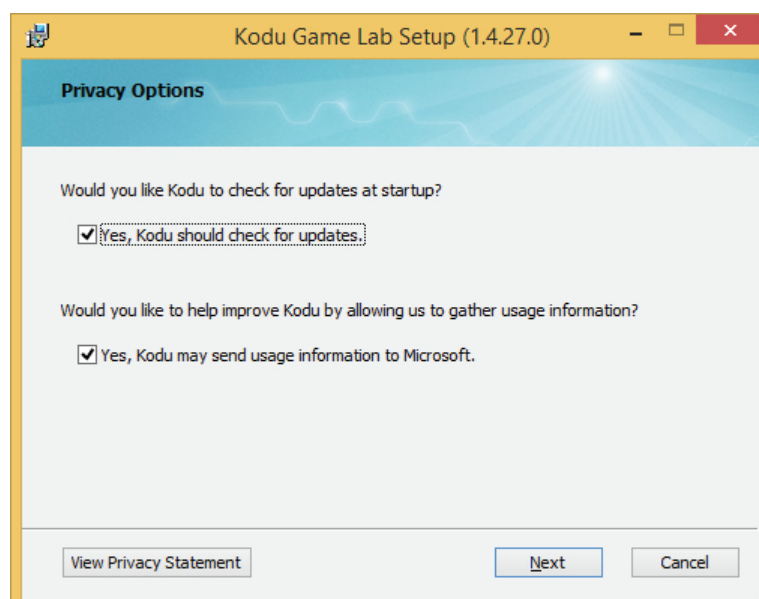 Kodu Game Lab Setup (1.4.27.0)
Privacy Options
Would you like Kodu to check for updates at startup?
Yes, Kodu should check for updates.
Would you like to help improve Kodu by allowing us to gather usage information?
Yes, Kodu may send usage information to Microsoft.
View Privacy Statement Next Cancel